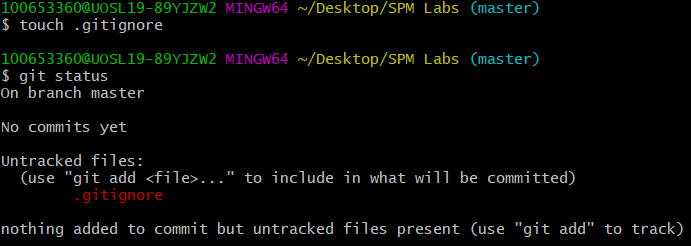 100653360@UOSL19-89YJZW2 MINGW64 ~/Desktop/SPM Labs (master)
$ touch .gitignore

100653360@UOSL19-89YJZW2 MINGW64 ~/Desktop/SPM Labs (master)
$ git status
On branch master

No commits yet

Untracked files:
  (use "git add <file>..." to include in what will be committed)
        .gitignore

nothing added to commit but untracked files present (use "git add" to track)